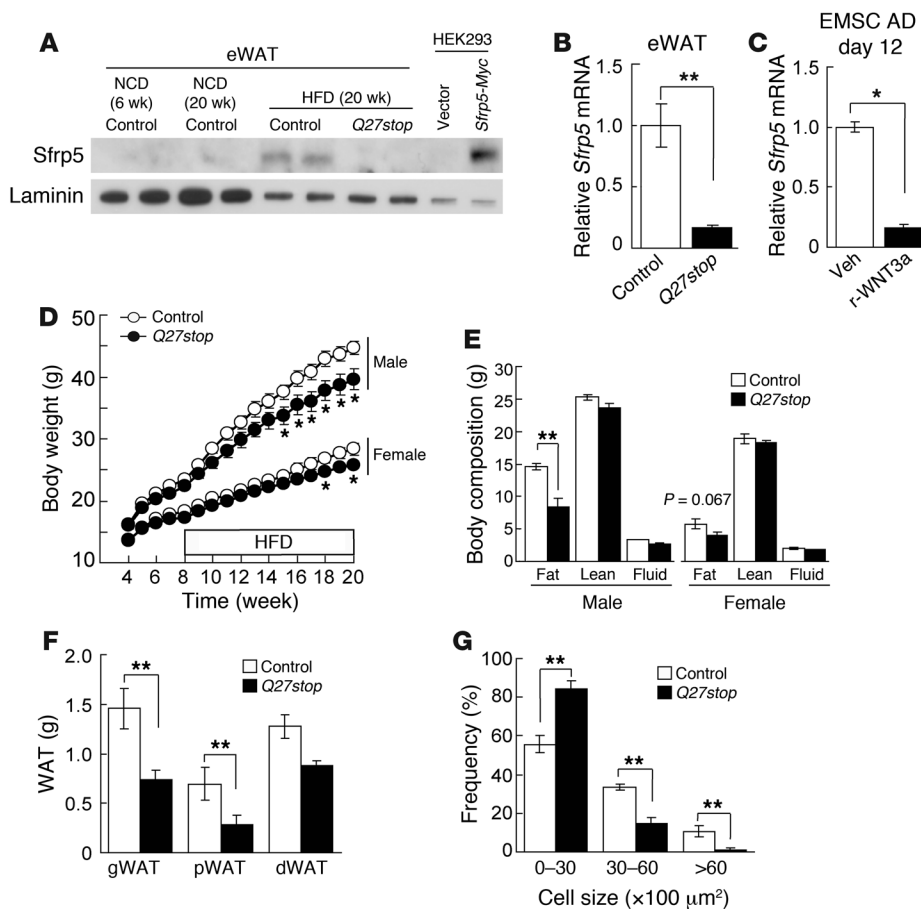 A
eWAT
HEK293
NCD
(6 wk)
Control
NCD
(20 wk)
Control
HFD (20 wk)
Control
Q27stop
Vector
Sfrp5-Myc
Sfrp5
Laminin
B
eWAT
Relative Sfrp5 mRNA
1.5
1.0
0.5
0
**
Control
Q27stop
C
EMSC AD
day 12
Relative Sfrp5 mRNA
1.5
1.0
0.5
0
*
Veh
r-WNT3a
D
Control
Q27stop
Body weight (g)
50
40
30
20
10
Male
* * * * * *
Female
* *
HFD
4 6 8 10 12 14 16 18 20
Time (week)
E
Control
Q27stop
Body composition (g)
30
25
20
15
10
5
0
**
P = 0.067
Fat Lean Fluid Fat Lean Fluid
Male Female
F
Control
Q27stop
WAT (g)
2.0
1.5
1.0
0.5
0
**
**
gWAT pWAT dWAT
G
Control
Q27stop
Frequency (%)
100
80
60
40
20
0
**
**
**
0–30 30–60 >60
Cell size (×100 µm²)